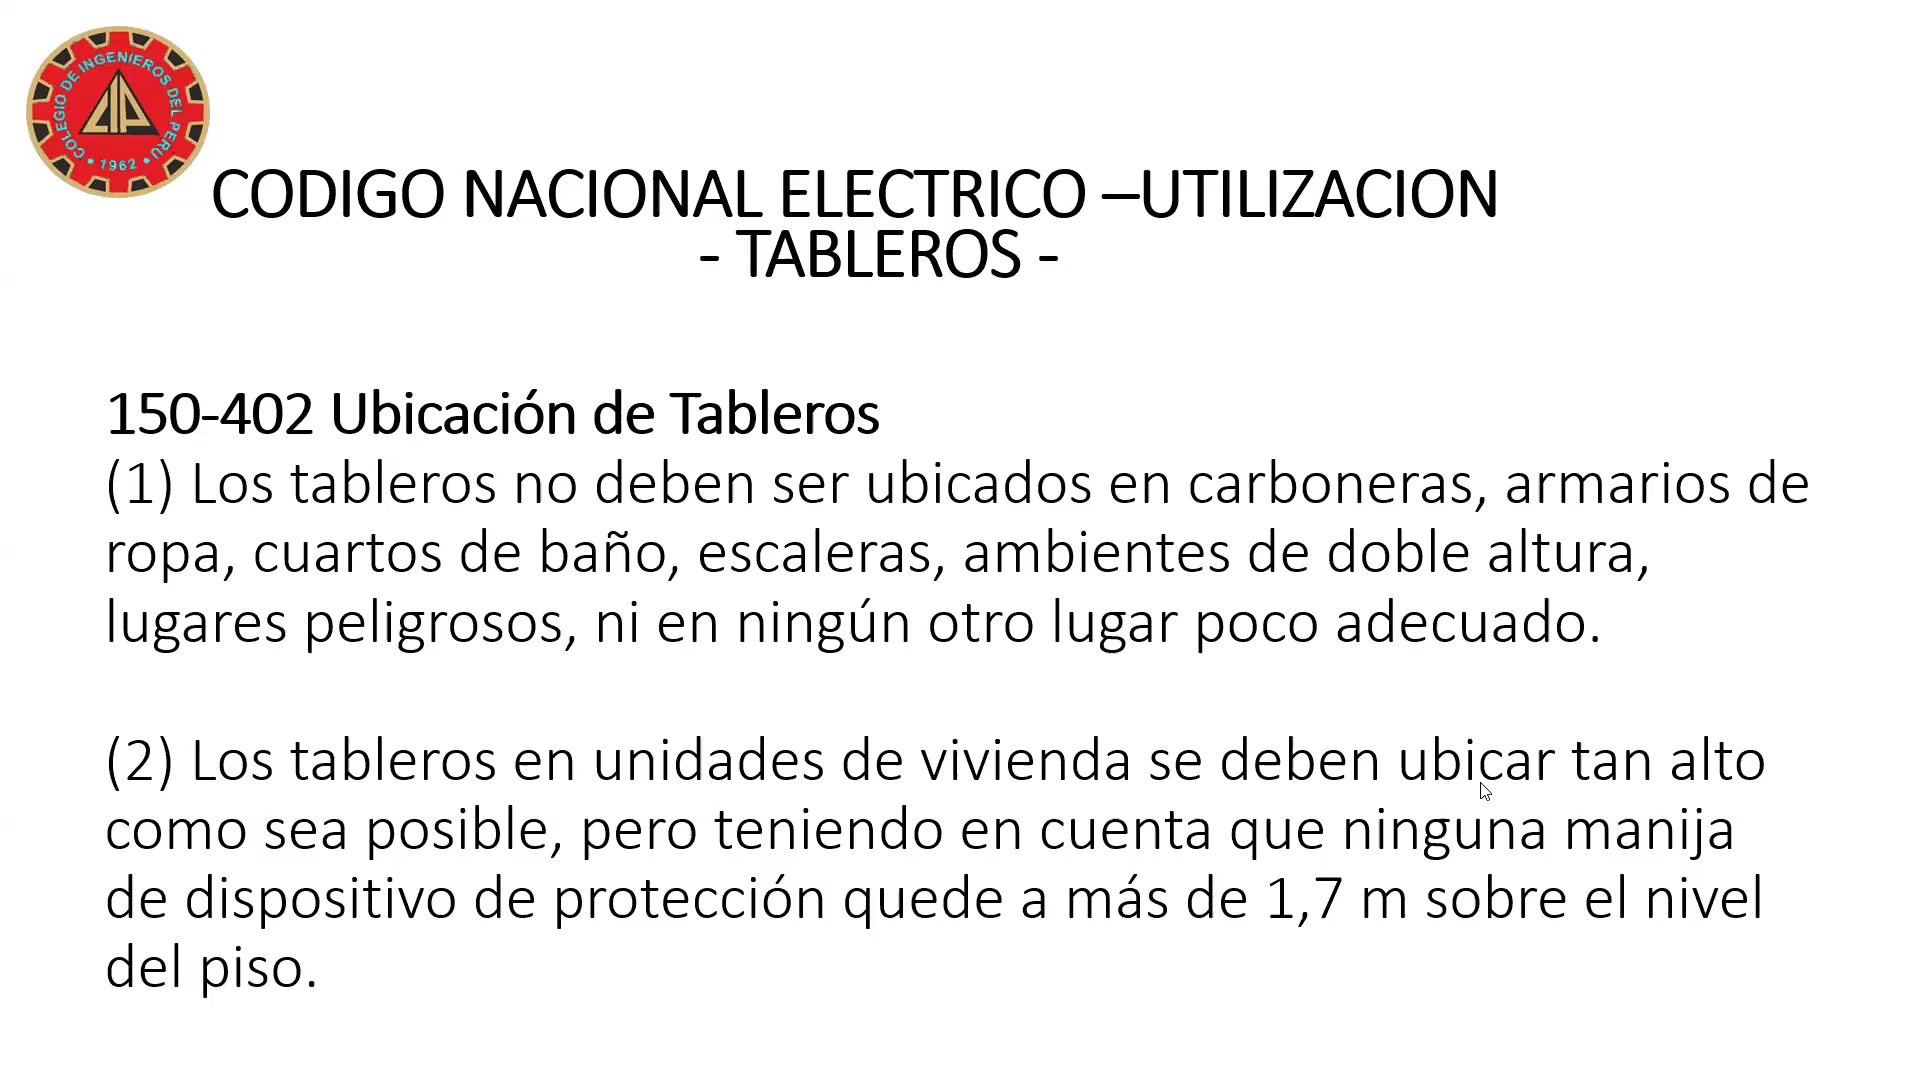 COLEGIO DE INGENIEROS DEL PERU
CIP
• 1962 •
CODIGO NACIONAL ELECTRICO –UTILIZACION
- TABLEROS -
150-402 Ubicación de Tableros
(1) Los tableros no deben ser ubicados en carboneras, armarios de
ropa, cuartos de baño, escaleras, ambientes de doble altura,
lugares peligrosos, ni en ningún otro lugar poco adecuado.
(2) Los tableros en unidades de vivienda se deben ubicar tan alto
como sea posible, pero teniendo en cuenta que ninguna manija
de dispositivo de protección quede a más de 1,7 m sobre el nivel
del piso.